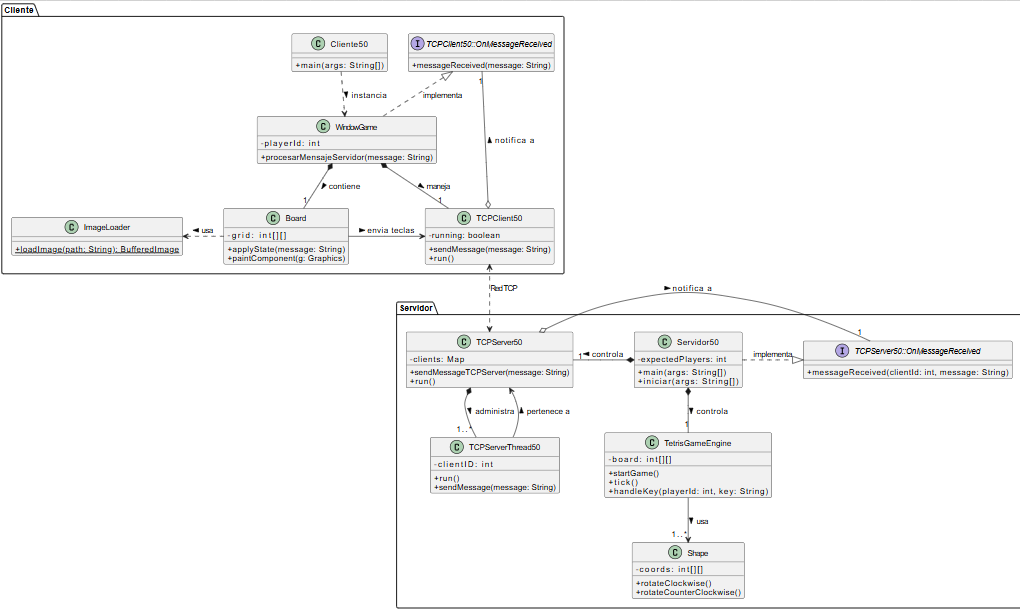 Cliente
C Cliente50
+main(args: String[])
I TCPClient50::OnMessageReceived
+messageReceived(message: String)
instancia
implementa
C WindowGame
-playerId: int
+procesarMensajeServidor(message: String)
1
notifica a
contiene
maneja
1
1
C ImageLoader
+loadImage(path: String): BufferedImage
usa
C Board
-grid: int[][]
+applyState(message: String)
+paintComponent(g: Graphics)
envia teclas
C TCPClient50
-running: boolean
+sendMessage(message: String)
+run()
Red TCP
Servidor
notifica a
1
C TCPServer50
-clients: Map
+sendMessageTCPServer(message: String)
+run()
1
controla
C Servidor50
-expectedPlayers: int
+main(args: String[])
+iniciar(args: String[])
implementa
I TCPServer50::OnMessageReceived
+messageReceived(clientId: int, message: String)
administra
pertenece a
1..*
controla
1
C TCPServerThread50
-clientID: int
+run()
+sendMessage(message: String)
C TetrisGameEngine
-board: int[][]
+startGame()
+tick()
+handleKey(playerId: int, key: String)
usa
1..*
C Shape
-coords: int[][]
+rotateClockwise()
+rotateCounterClockwise()